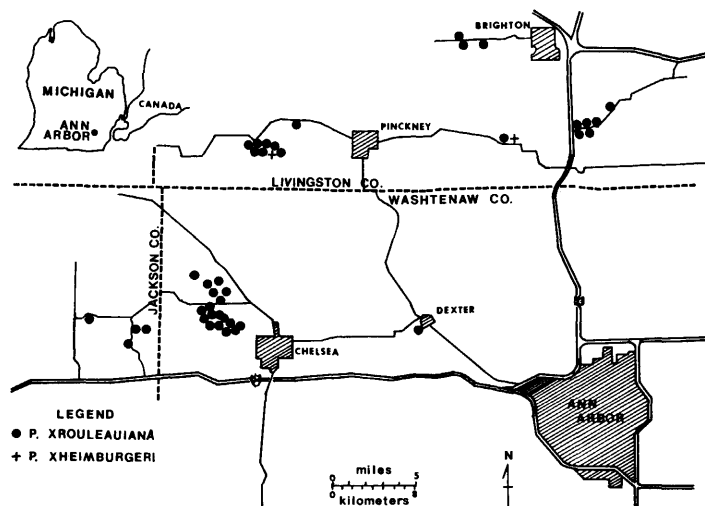 BRIGHTON
MICHIGAN
CANADA
ANN
ARBOR
PINCKNEY
LIVINGSTON CO.
WASHTENAW CO.
JACKSON CO.
DEXTER
CHELSEA
ANN
ARBOR
LEGEND
P. XROULEAUIANA
P. XHEIMBURGERI
miles
0 5
0 8
kilometers
N